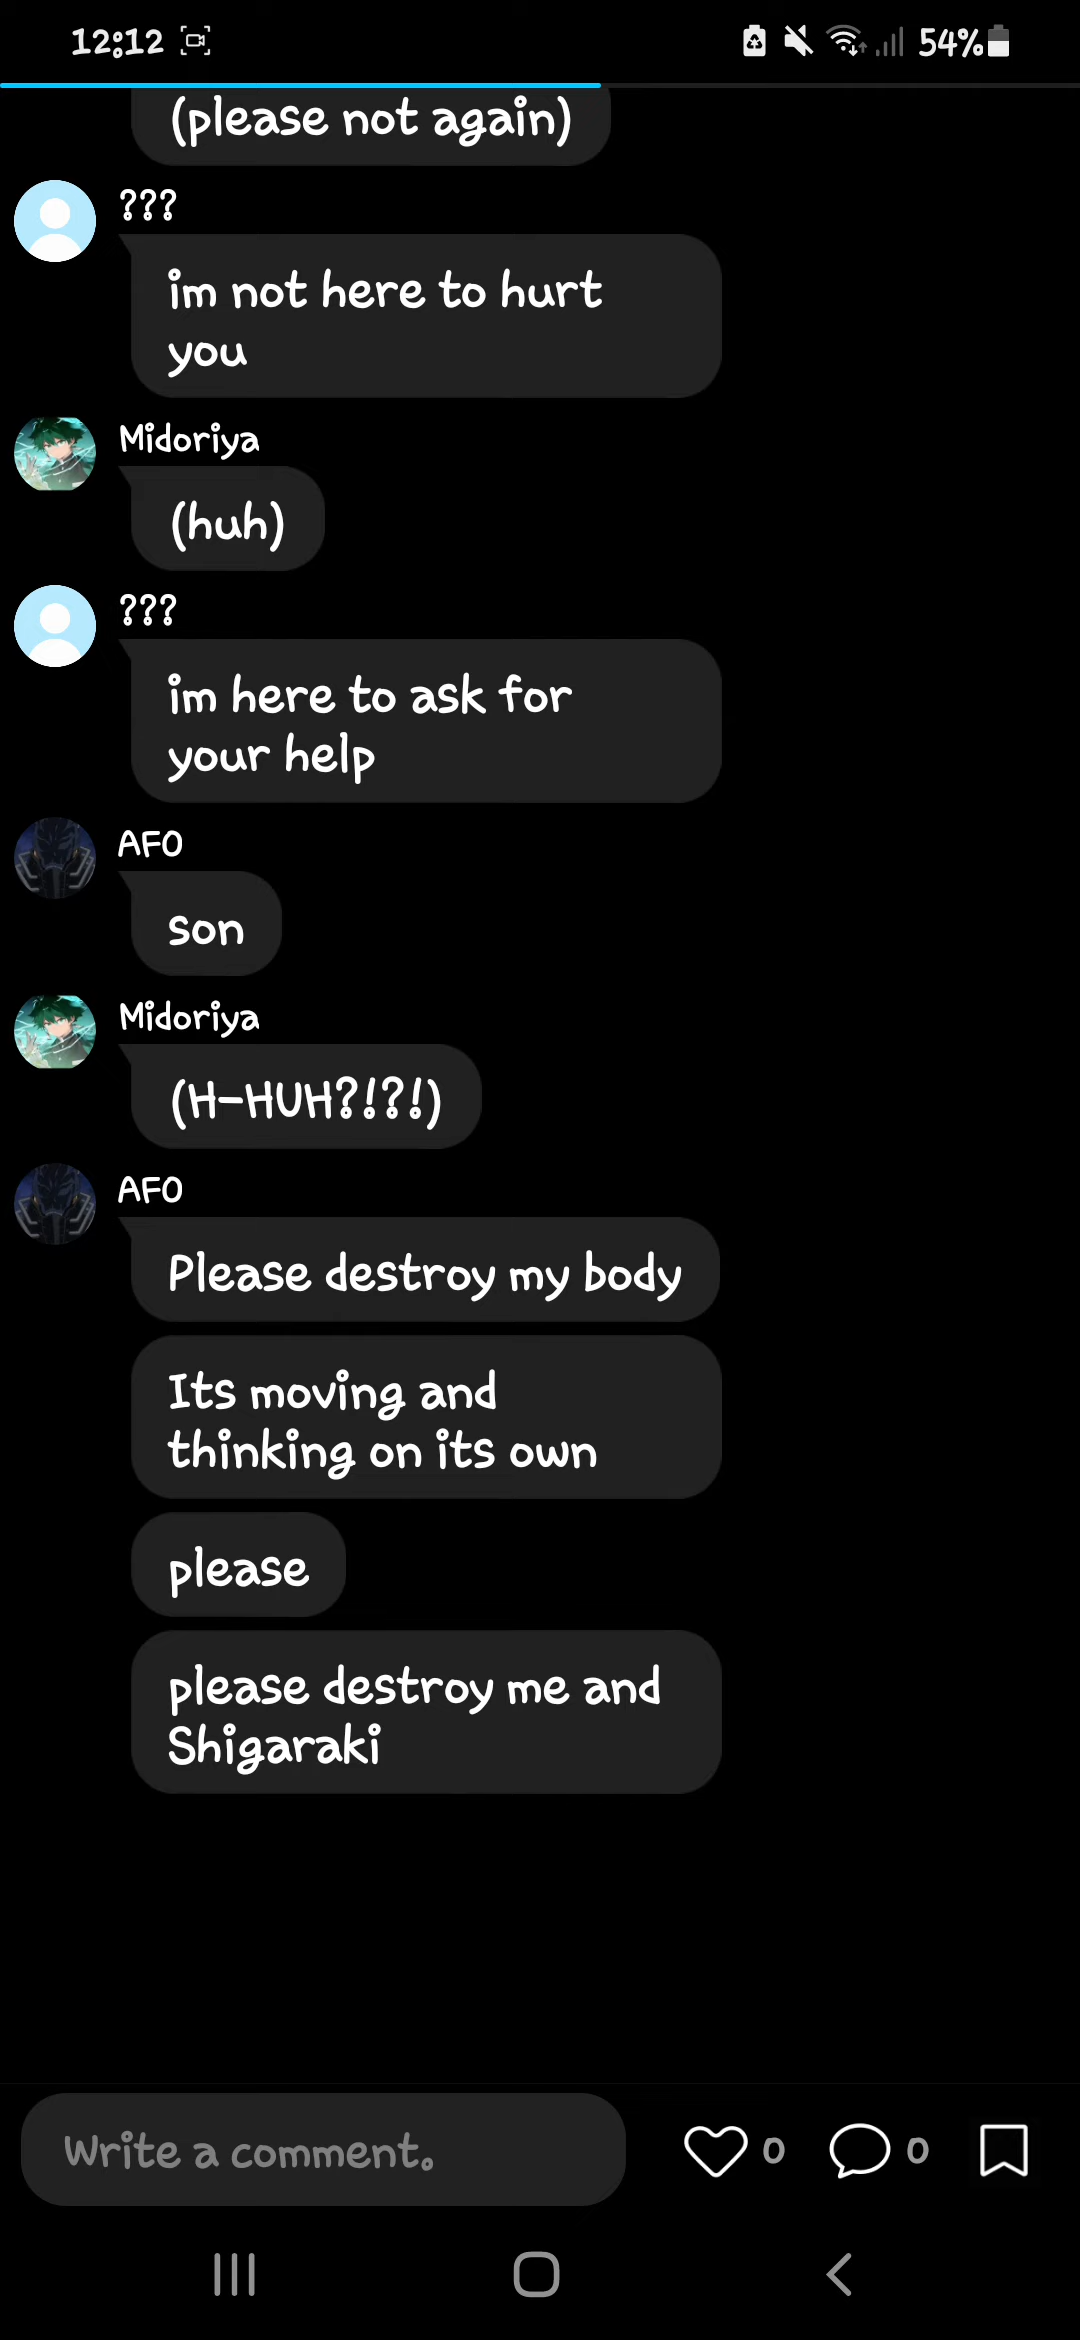 12:12
54%
(please not again)
???
im not here to hurt
you
Midoriya
(huh)
???
im here to ask for
your help
AFO
son
Midoriya
(H-HUH?!?!)
AFO
Please destroy my body
Its moving and
thinking on its own
please
please destroy me and
Shigaraki
Write a comment.
0
0